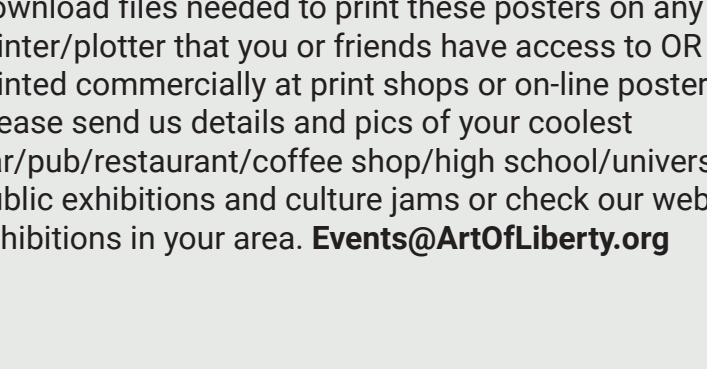 ownload files needed to print these posters on any
inter/plotter that you or friends have access to OR
inted commercially at print shops or on-line poster
ease send us details and pics of your coolest
ar/pub/restaurant/coffee shop/high school/univers
ublic exhibitions and culture jams or check our web
hibitions in your area. Events@ArtOfLiberty.org